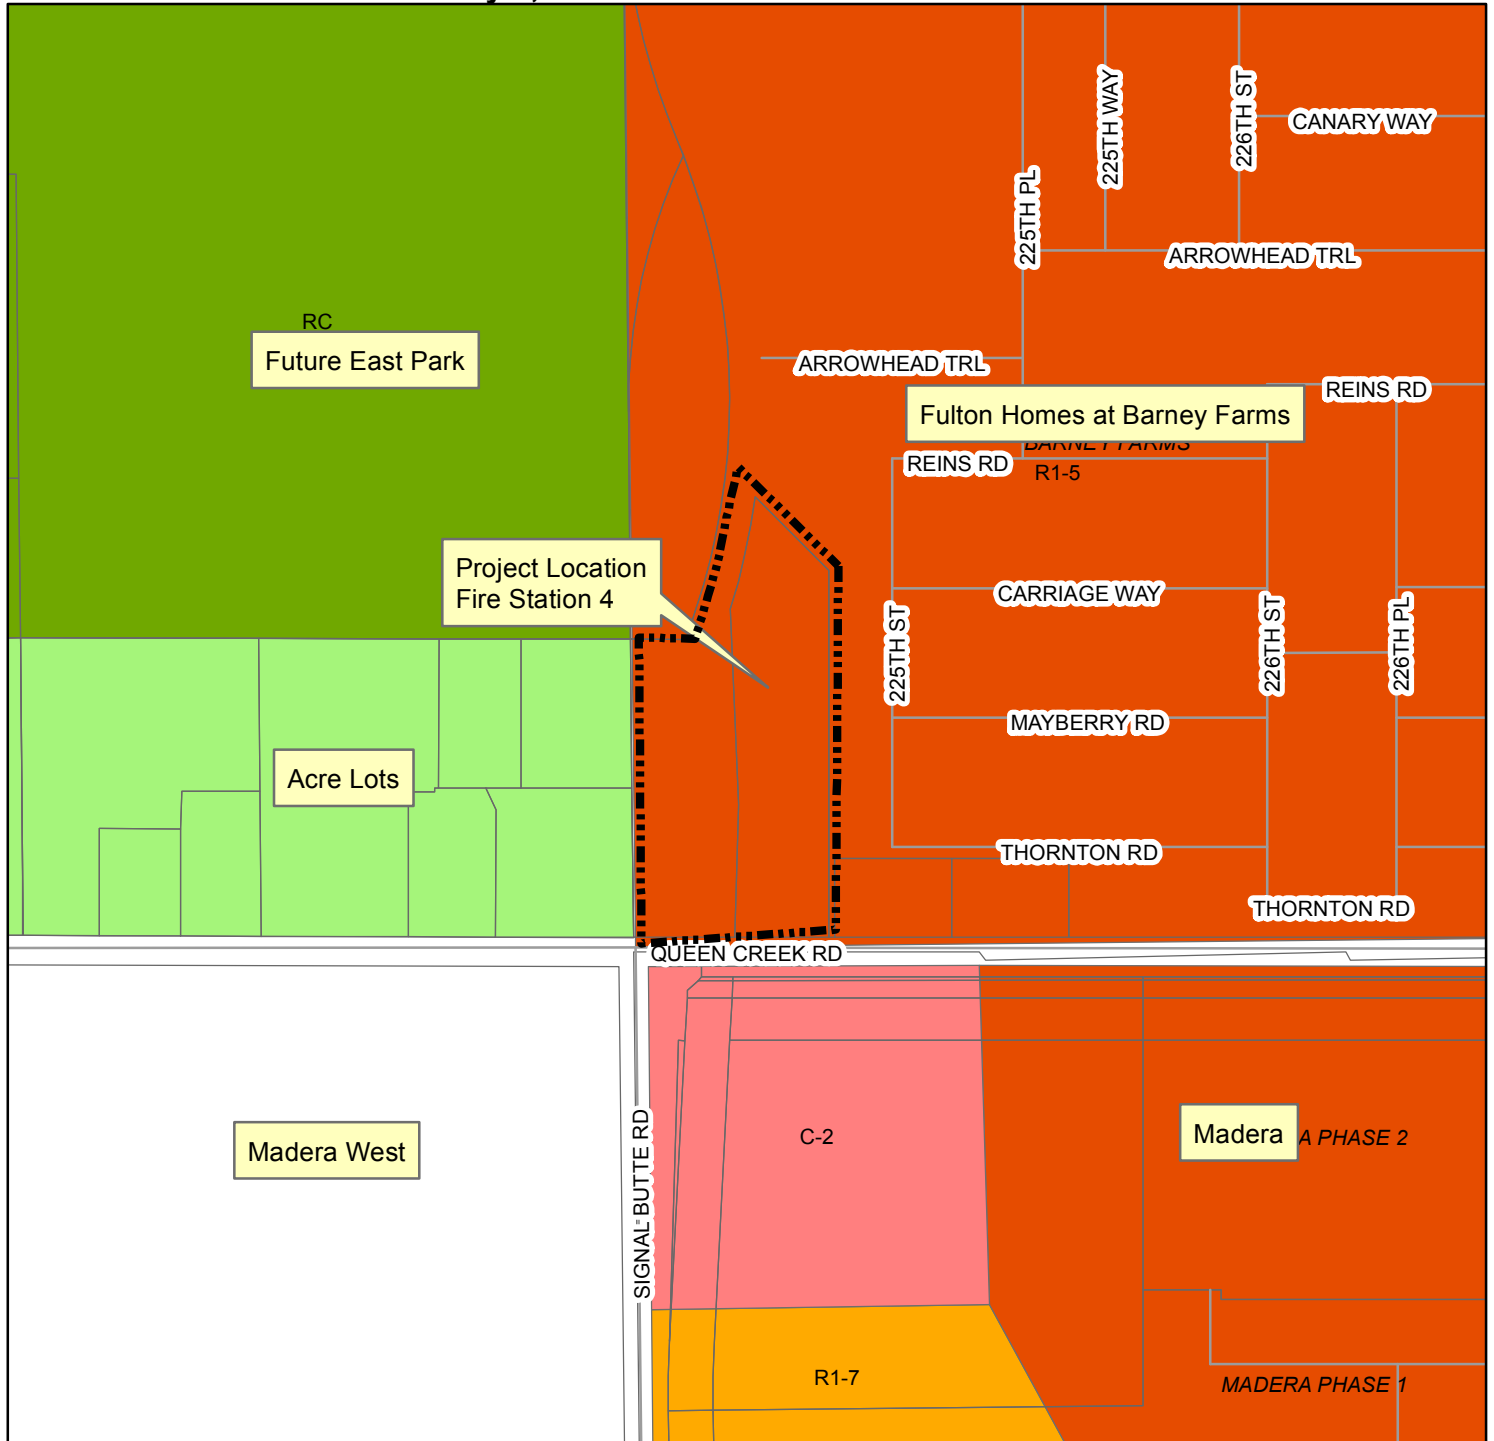 225TH WAY
226TH ST
CANARY WAY
225TH PL
ARROWHEAD TRL
RC
Future East Park
ARROWHEAD TRL
REINS RD
Fulton Homes at Barney Farms
BARNEY FARMS
REINS RD
R1-5
Project Location
Fire Station 4
CARRIAGE WAY
225TH ST
226TH ST
226TH PL
MAYBERRY RD
Acre Lots
THORNTON RD
THORNTON RD
QUEEN CREEK RD
C-2
Madera
A PHASE 2
Madera West
SIGNAL BUTTE RD
R1-7
MADERA PHASE 1